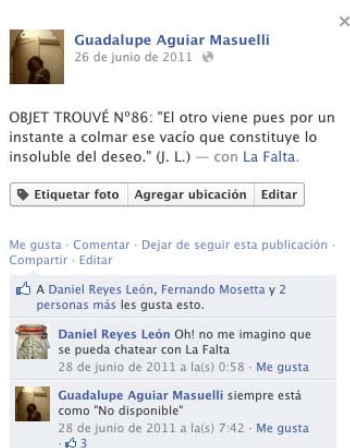 Guadalupe Aguiar Masuelli
26 de junio de 2011
OBJET TROUVÉ Nº86: "El otro viene pues por un
instante a colmar ese vacío que constituye lo
insoluble del deseo." (J. L.) — con La Falta.
Etiquetar foto Agregar ubicación Editar
Me gusta · Comentar · Dejar de seguir esta publicación ·
Compartir · Editar
A Daniel Reyes León, Fernando Mosetta y 2
personas más les gusta esto.
Daniel Reyes León Oh! no me imagino que
se pueda chatear con La Falta
28 de junio de 2011 a la(s) 0:58 · Me gusta
Guadalupe Aguiar Masuelli siempre está
como "No disponible"
28 de junio de 2011 a la(s) 7:42 · Me gusta
· 3